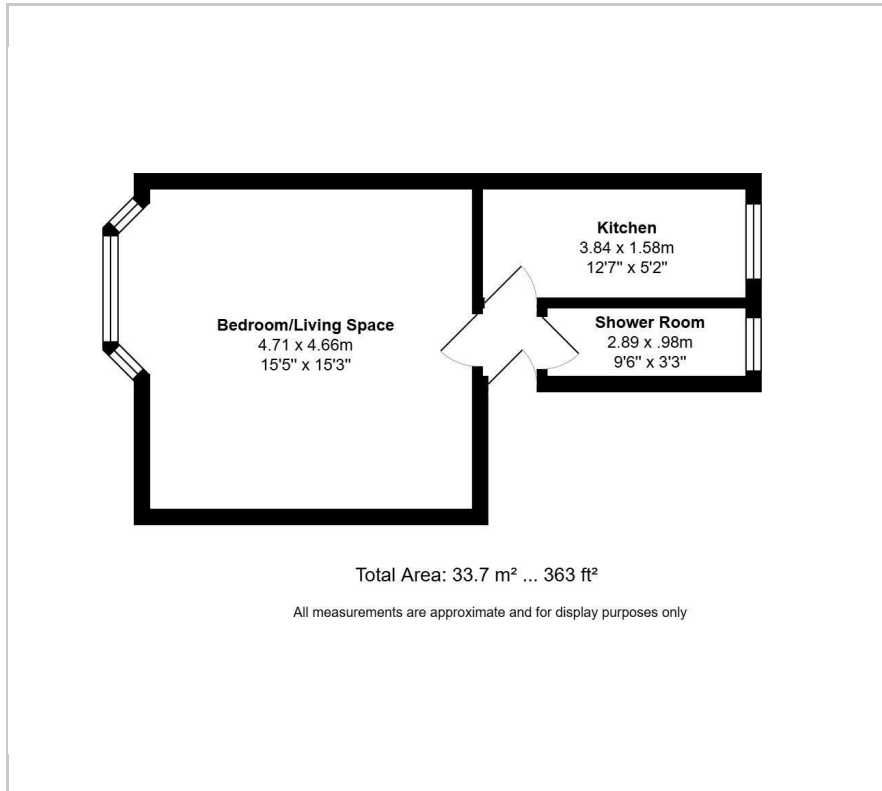 Kitchen
3.84 x 1.58m
12'7" x 5'2"
Bedroom/Living Space
4.71 x 4.66m
15'5" x 15'3"
Shower Room
2.89 x .98m
9'6" x 3'3"
Total Area: 33.7 m² ... 363 ft²
All measurements are approximate and for display purposes only